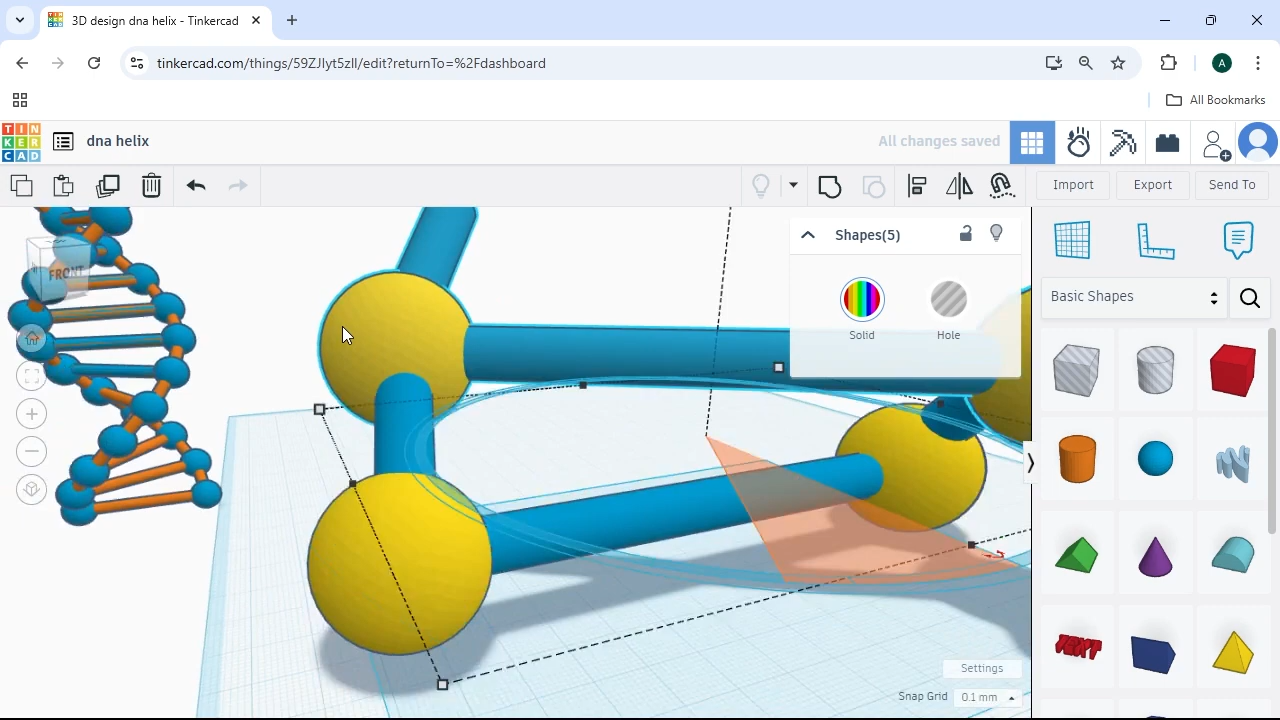 3D design dna helix - Tinkercad
tinkercad.com/things/59ZJlyt5zlI/edit?returnTo=%2Fdashboard
A
All Bookmarks
TIN
KER
CAD
dna helix
All changes saved
Import
Export
Send To
Shapes(5)
Solid
Hole
FRONT
Basic Shapes
TEXT
Settings
Snap Grid 0.1 mm